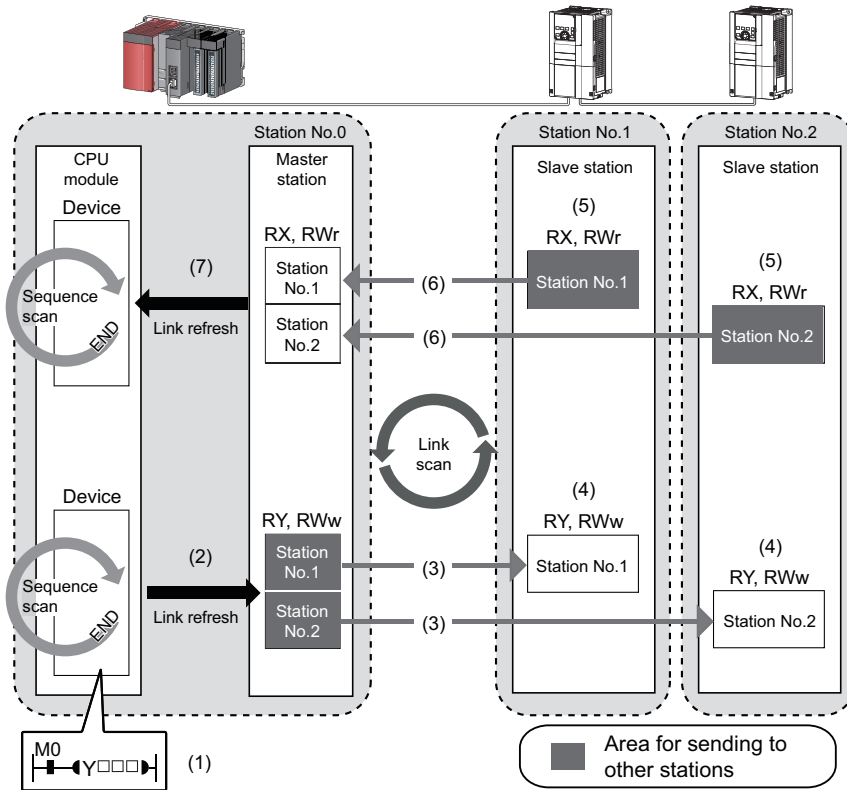 Station No.0
CPU
module
Master
station
Device
RX, RWr
Station
No.1
Station
No.2
(7)
Link refresh
Sequence
scan
END
Station No.1
Slave station
(5)
RX, RWr
Station No.1
(6)
Station No.2
Slave station
(5)
RX, RWr
Station No.2
(6)
Link
scan
Device
Sequence
scan
END
(2)
Link refresh
RY, RWw
Station
No.1
Station
No.2
(3)
(3)
(4)
RY, RWw
Station No.1
(4)
RY, RWw
Station No.2
M0
Y□□□
(1)
Area for sending to
other stations